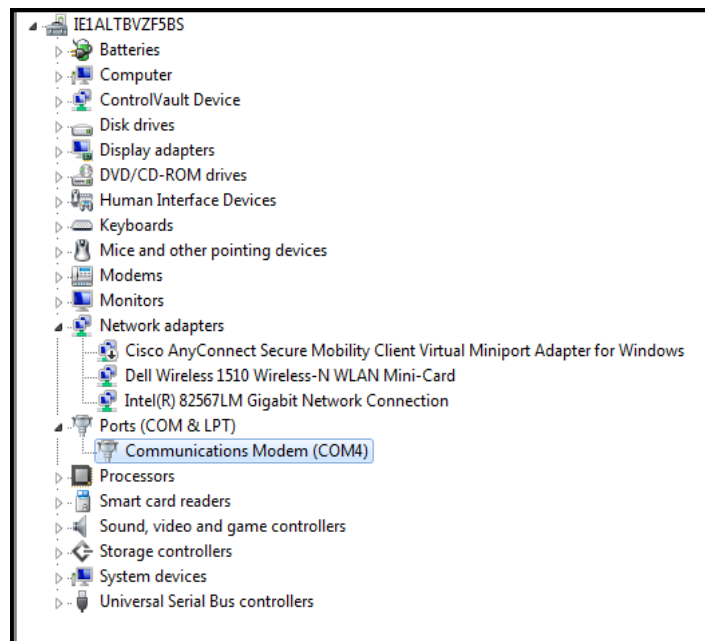 IE1ALTBVZF5BS
Batteries
Computer
ControlVault Device
Disk drives
Display adapters
DVD/CD-ROM drives
Human Interface Devices
Keyboards
Mice and other pointing devices
Modems
Monitors
Network adapters
Cisco AnyConnect Secure Mobility Client Virtual Miniport Adapter for Windows
Dell Wireless 1510 Wireless-N WLAN Mini-Card
Intel(R) 82567LM Gigabit Network Connection
Ports (COM & LPT)
Communications Modem (COM4)
Processors
Smart card readers
Sound, video and game controllers
Storage controllers
System devices
Universal Serial Bus controllers